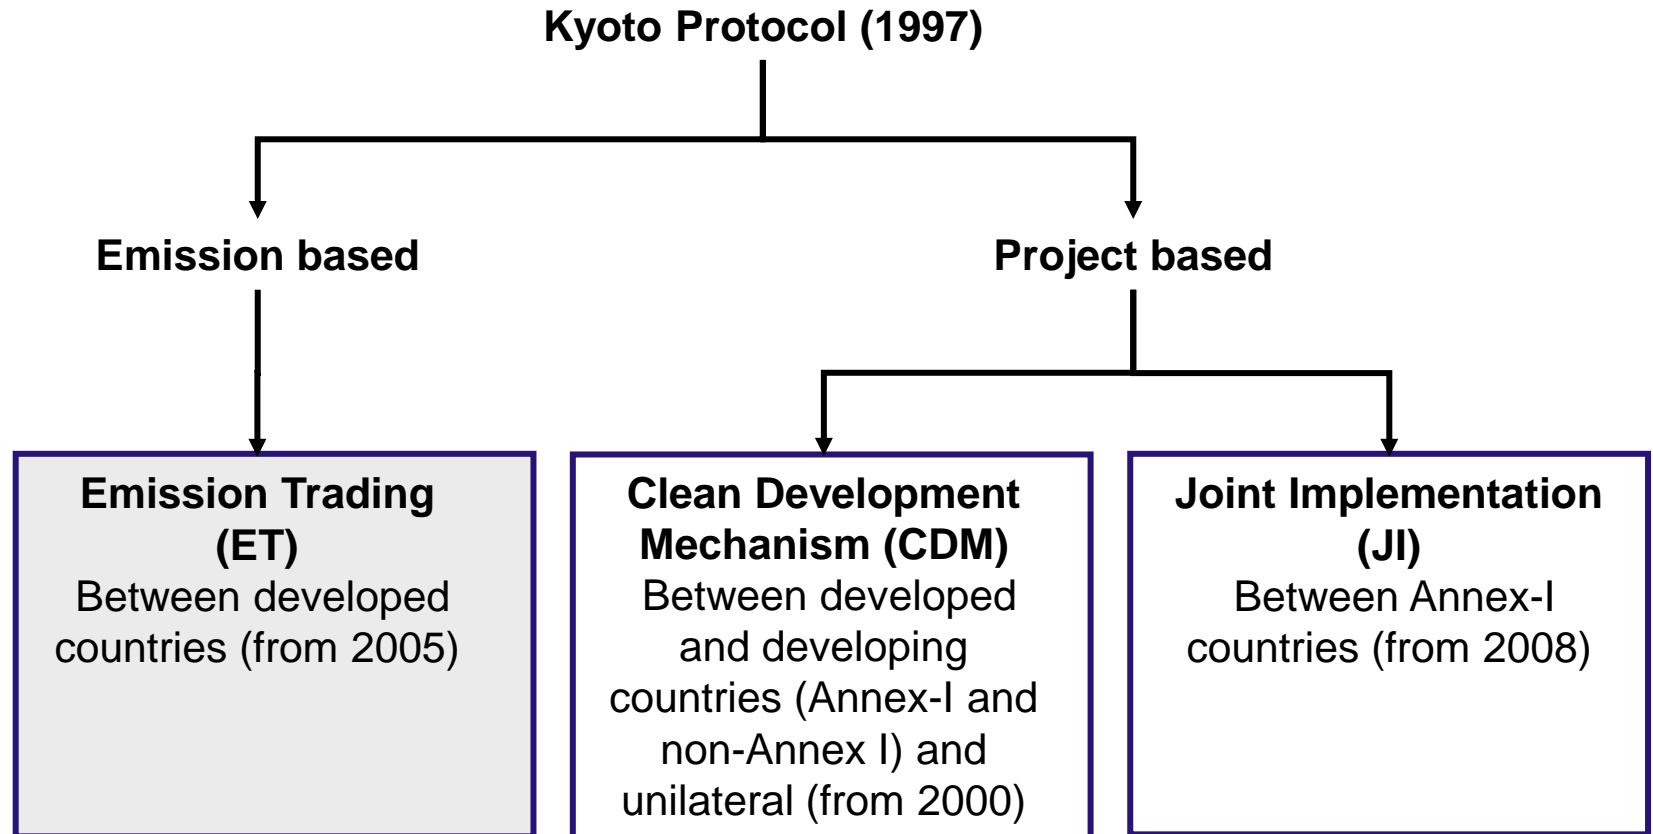 Kyoto Protocol (1997)
Emission based
Project based
Emission Trading
(ET)
Between developed
countries (from 2005)
Clean Development
Mechanism (CDM)
Between developed
and developing
countries (Annex-I and
non-Annex I) and
unilateral (from 2000)
Joint Implementation
(JI)
Between Annex-I
countries (from 2008)